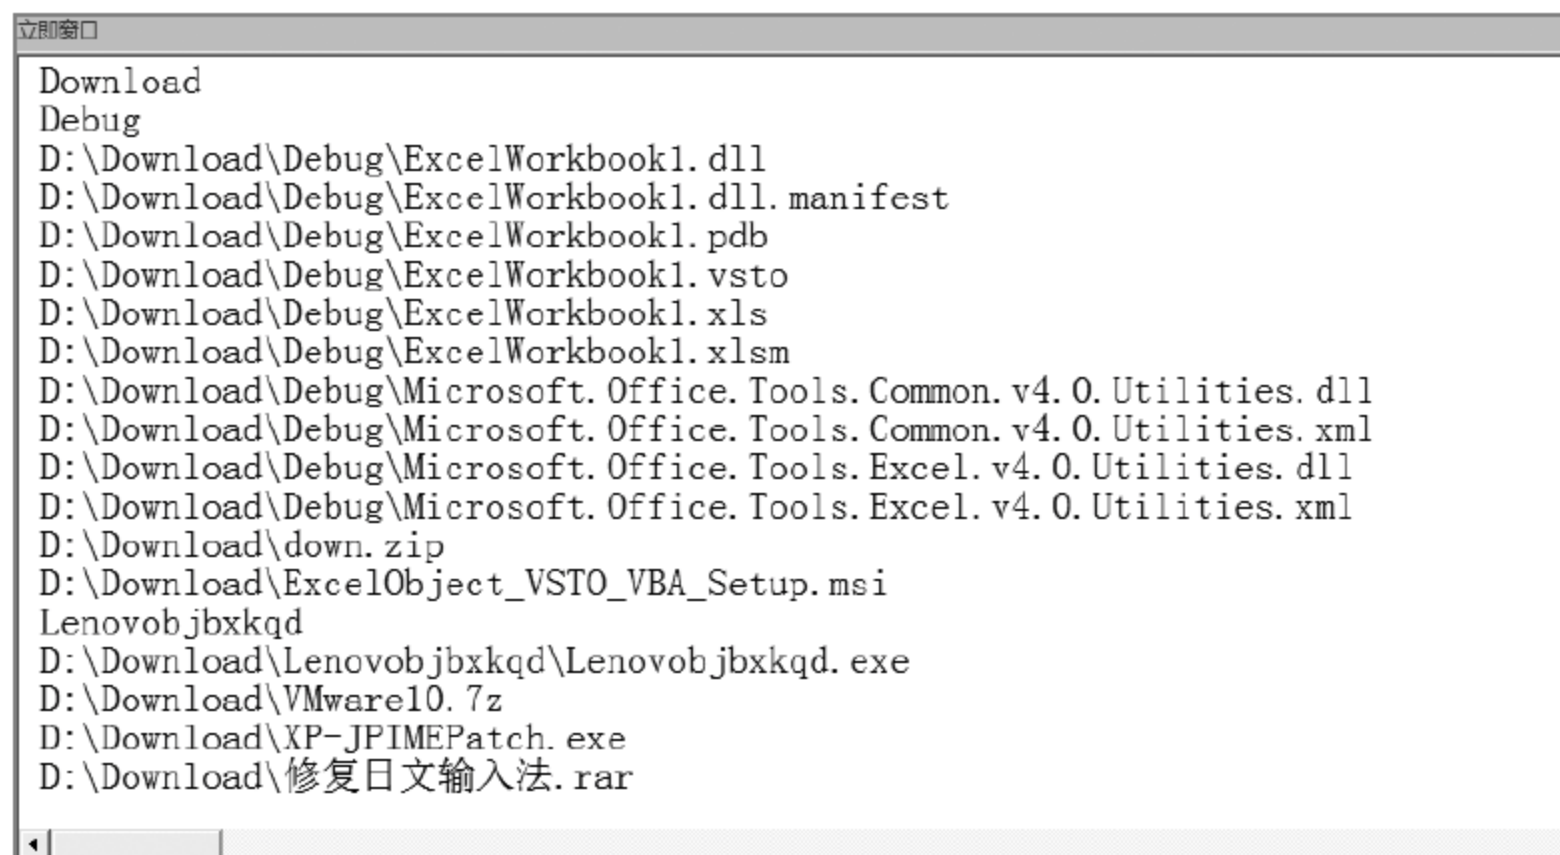 立即窗口
Download
Debug
D:\Download\Debug\ExcelWorkbook1.dll
D:\Download\Debug\ExcelWorkbook1.dll.manifest
D:\Download\Debug\ExcelWorkbook1.pdb
D:\Download\Debug\ExcelWorkbook1.vsto
D:\Download\Debug\ExcelWorkbook1.xls
D:\Download\Debug\ExcelWorkbook1.xlsm
D:\Download\Debug\Microsoft.Office.Tools.Common.v4.0.Utilities.dll
D:\Download\Debug\Microsoft.Office.Tools.Common.v4.0.Utilities.xml
D:\Download\Debug\Microsoft.Office.Tools.Excel.v4.0.Utilities.dll
D:\Download\Debug\Microsoft.Office.Tools.Excel.v4.0.Utilities.xml
D:\Download\down.zip
D:\Download\ExcelObject_VSTO_VBA_Setup.msi
Lenovobjbxkqd
D:\Download\Lenovobjbxkqd\Lenovobjbxkqd.exe
D:\Download\VMware10.7z
D:\Download\XP-JPIMEPatch.exe
D:\Download\修复日文输入法.rar